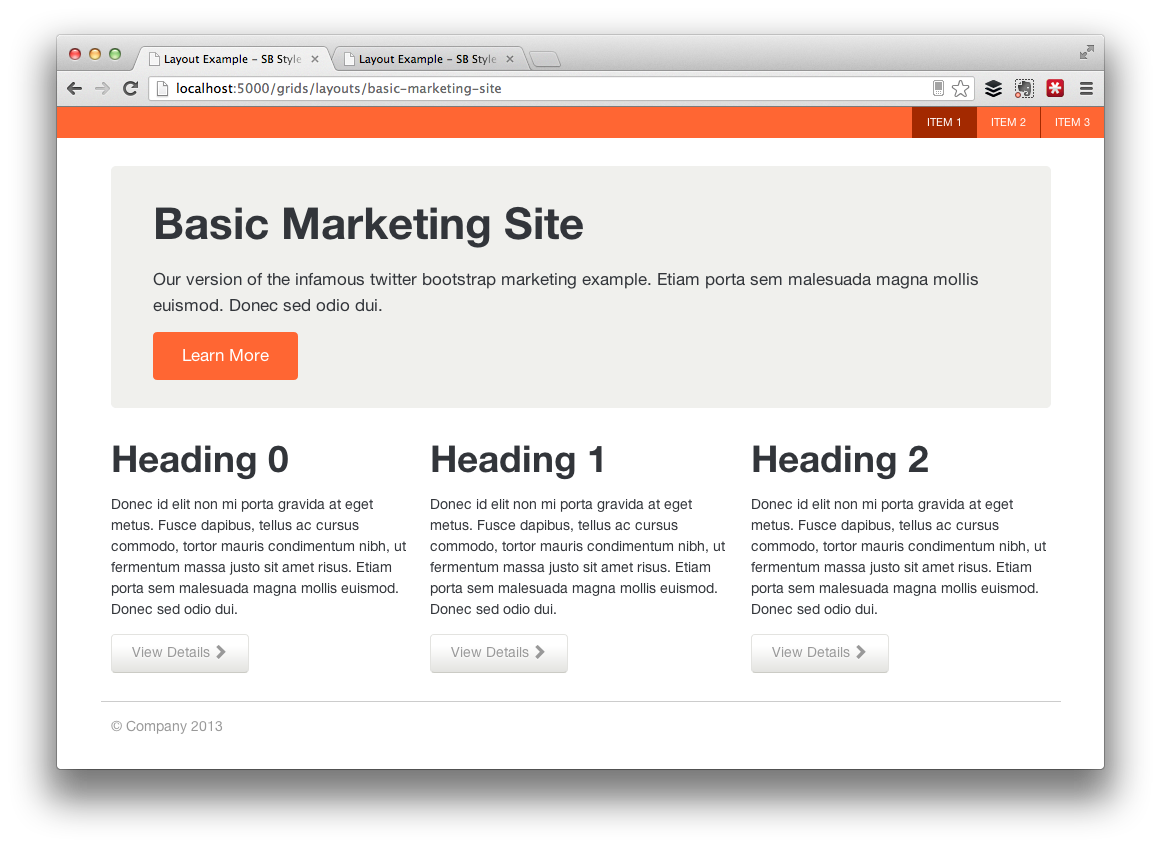 Layout Example – SB Style
Layout Example – SB Style
localhost:5000/grids/layouts/basic-marketing-site
ITEM 1
ITEM 2
ITEM 3
Basic Marketing Site
Our version of the infamous twitter bootstrap marketing example. Etiam porta sem malesuada magna mollis
euismod. Donec sed odio dui.
Learn More
Heading 0
Donec id elit non mi porta gravida at eget
metus. Fusce dapibus, tellus ac cursus
commodo, tortor mauris condimentum nibh, ut
fermentum massa justo sit amet risus. Etiam
porta sem malesuada magna mollis euismod.
Donec sed odio dui.
View Details
Heading 1
Donec id elit non mi porta gravida at eget
metus. Fusce dapibus, tellus ac cursus
commodo, tortor mauris condimentum nibh, ut
fermentum massa justo sit amet risus. Etiam
porta sem malesuada magna mollis euismod.
Donec sed odio dui.
View Details
Heading 2
Donec id elit non mi porta gravida at eget
metus. Fusce dapibus, tellus ac cursus
commodo, tortor mauris condimentum nibh, ut
fermentum massa justo sit amet risus. Etiam
porta sem malesuada magna mollis euismod.
Donec sed odio dui.
View Details
© Company 2013